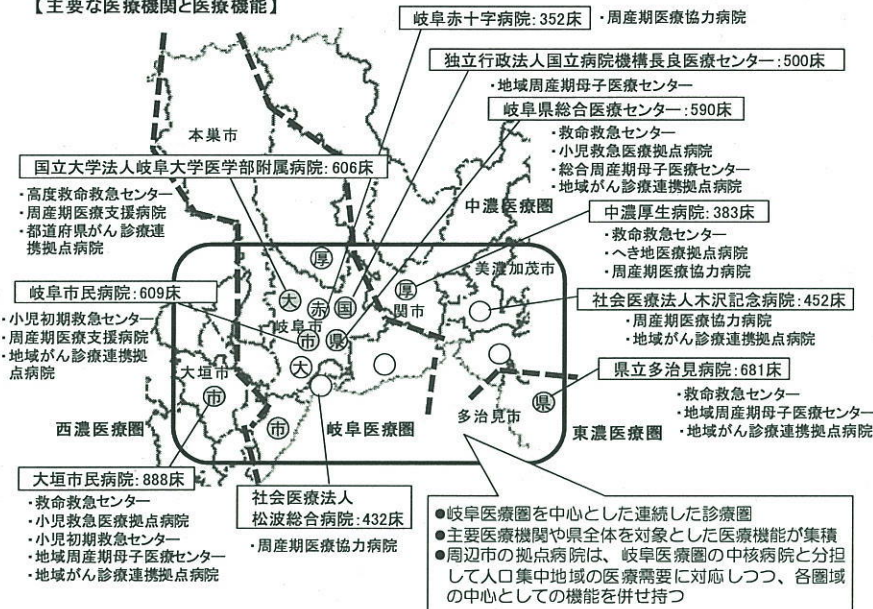 【主要な医療機関と医療機能】
岐阜赤十字病院:352床
・周産期医療協力病院
独立行政法人国立病院機構長良医療センター:500床
・地域周産期母子医療センター
岐阜県総合医療センター:590床
・救命救急センター
・小児救急医療拠点病院
・総合周産期母子医療センター
・地域がん診療連携拠点病院
本巣市
国立大学法人岐阜大学医学部附属病院:606床
・高度救命救急センター
・周産期医療支援病院
・都道府県がん診療連
携拠点病院
中濃医療圏
中濃厚生病院:383床
・救命救急センター
・へき地医療拠点病院
・周産期医療協力病院
美濃加茂市
厚
厚
大
赤
国
関市
岐阜市
市
県
大
岐阜市民病院:609床
・小児初期救急センター
・周産期医療支援病院
・地域がん診療連携拠
点病院
社会医療法人木沢記念病院:452床
・周産期医療協力病院
・地域がん診療連携拠点病院
大垣市
市
県立多治見病院:681床
・救命救急センター
・地域周産期母子医療センター
・地域がん診療連携拠点病院
県
多治見市
西濃医療圏
市
岐阜医療圏
東濃医療圏
大垣市民病院:888床
・救命救急センター
・小児救急医療拠点病院
・小児初期救急センター
・地域周産期母子医療センター
・地域がん診療連携拠点病院
社会医療法人
松波総合病院:432床
・周産期医療協力病院
●岐阜医療圏を中心とした連続した診療圏
●主要医療機関や県全体を対象とした医療機能が集積
●周辺市の拠点病院は、岐阜医療圏の中核病院と分担
して人口集中地域の医療需要に対応しつつ、各圏域
の中心としての機能を併せ持つ